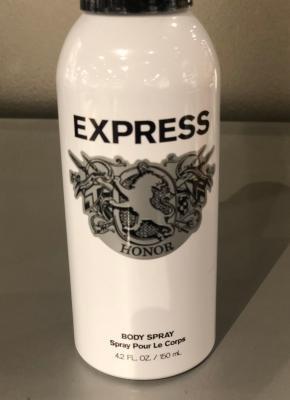 EXPRESS
HONOR
BODY SPRAY
Spray Pour Le Corps
4.2 FL. OZ. / 150 mL